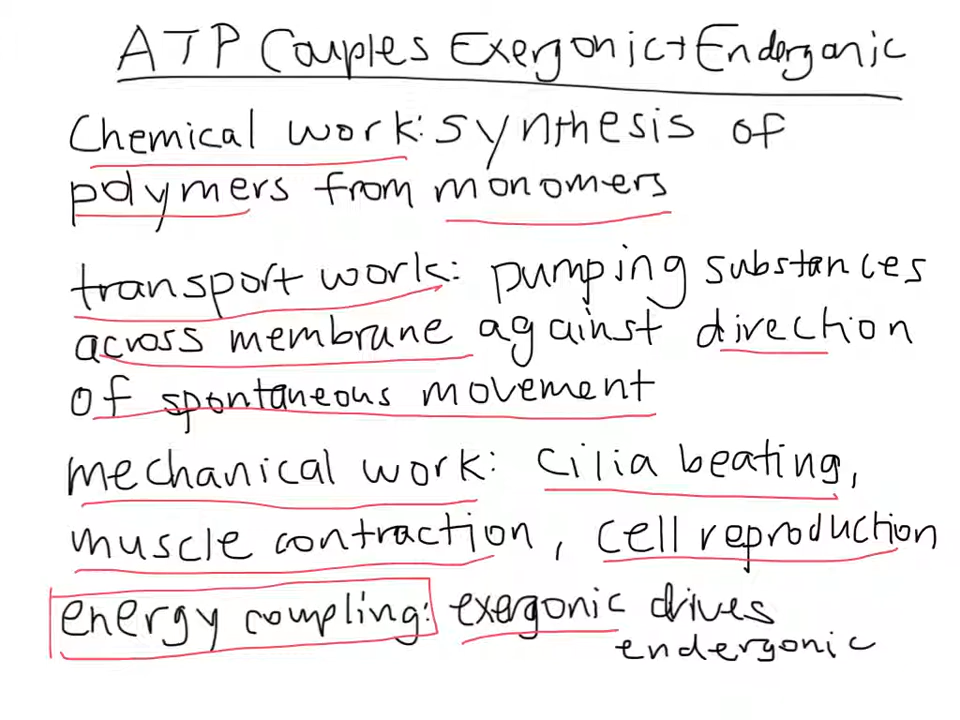 ATP Couples Exergonic + Endergonic
Chemical work: synthesis of
polymers from monomers
transport work: pumping substances
across membrane against direction
of spontaneous movement
mechanical work: cilia beating,
muscle contraction, cell reproduction
energy coupling: exergonic drives
endergonic